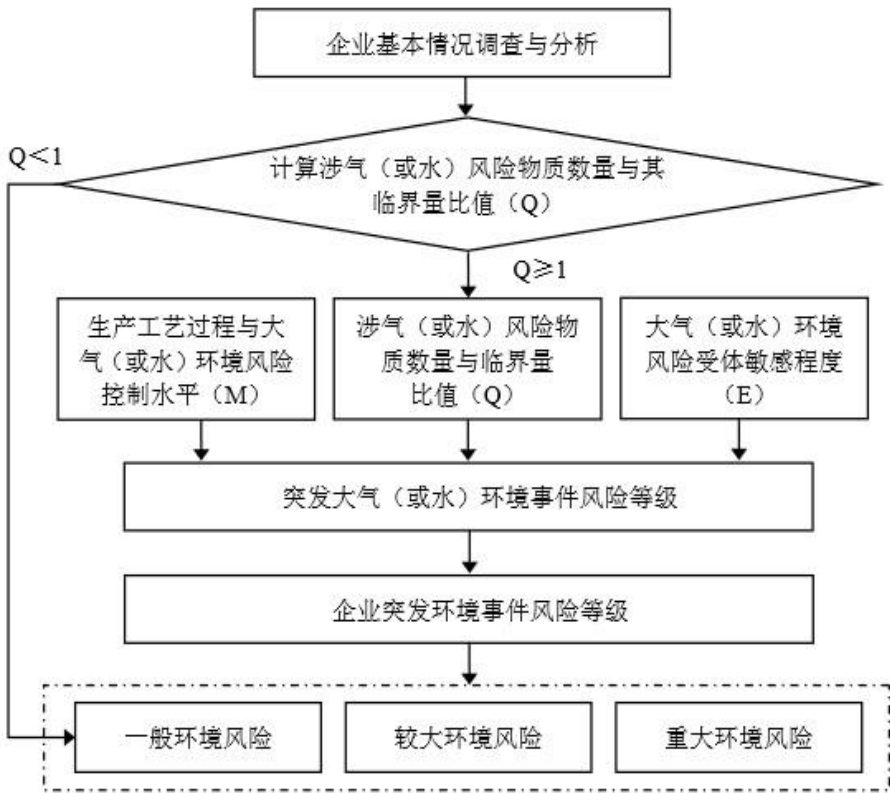 企业基本情况调查与分析
Q＜1
计算涉气（或水）风险物质数量与其
临界量比值（Q）
Q≥1
生产工艺过程与大
气（或水）环境风险
控制水平（M）
涉气（或水）风险物
质数量与临界量
比值（Q）
大气（或水）环境
风险受体敏感程度
（E）
突发大气（或水）环境事件风险等级
企业突发环境事件风险等级
一般环境风险
较大环境风险
重大环境风险